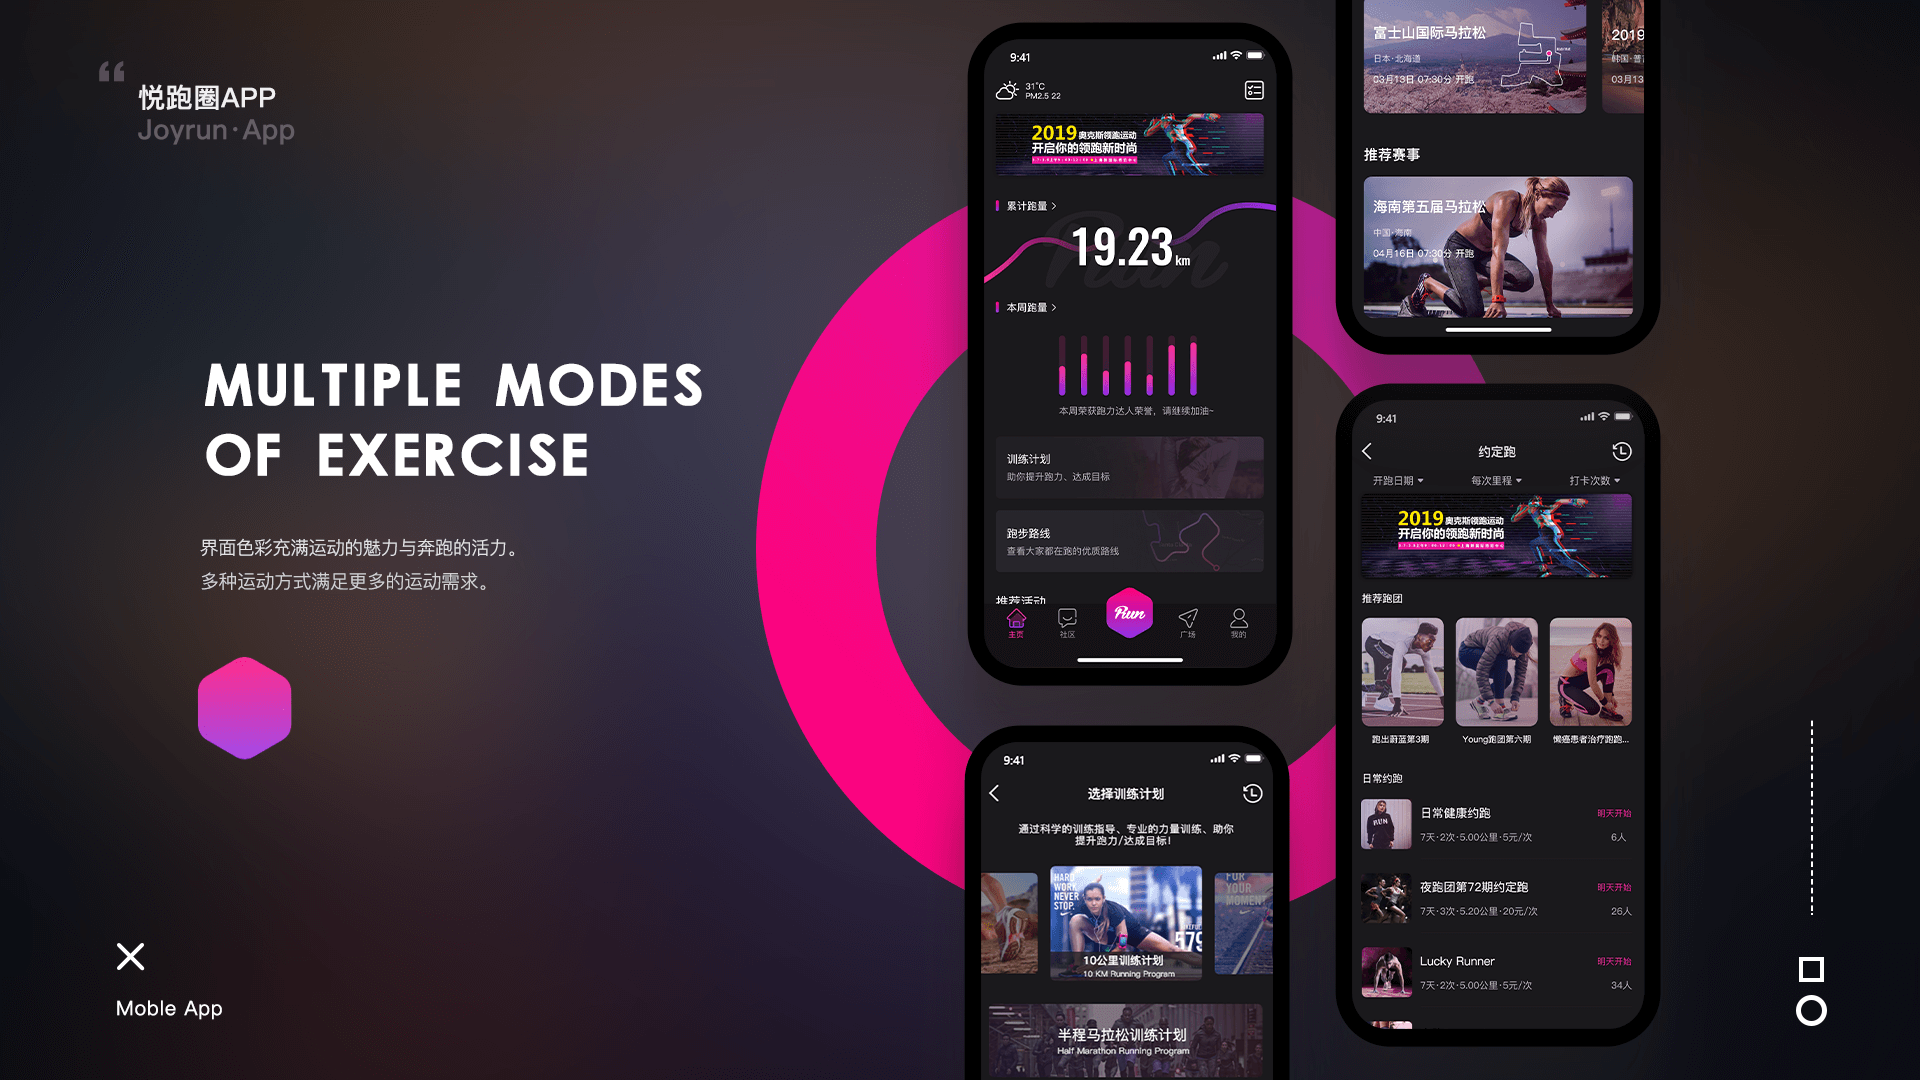 悦跑圈APP
Joyrun·App
MULTIPLE MODES
OF EXERCISE
界面色彩充满运动的魅力与奔跑的活力。
多种运动方式满足更多的运动需求。
Moble App
9:41
31°C
PM2.5 22
2019奥克斯领跑运动
开启你的领跑新时尚
累计跑量
Run
19.23km
本周跑量
本周荣获跑力达人荣誉，请继续加油~
训练计划
助你提升跑力、达成目标
跑步路线
查看大家都在跑的优质路线
推荐活动
Run
主页 社区 广场 我的
9:41
选择训练计划
通过科学的训练指导、专业的力量训练、助你
提升跑力/达成目标！
HARD
WORK
NEVER
STOP.
579
10公里训练计划
10 KM Running Program
FOR
YOUR
MOMENT
半程马拉松训练计划
Half Marathon Running Program
富士山国际马拉松
日本·北海道
03月13日 07:30分 开跑
2019
韩国·普
03月13
推荐赛事
海南第五届马拉松
中国·海南
04月16日 07:30分 开跑
9:41
约定跑
开跑日期 每次里程 打卡次数
2019奥克斯领跑运动
开启你的领跑新时尚
推荐跑团
跑出蔚蓝第3期 Young跑团第六期 懒癌患者治疗跑跑...
日常约跑
RUN
日常健康约跑 明天开始
7天·2次·5.00公里·5元/次 6人
夜跑团第72期约定跑 明天开始
7天·3次·5.20公里·20元/次 26人
Lucky Runner 明天开始
7天·2次·5.00公里·5元/次 34人